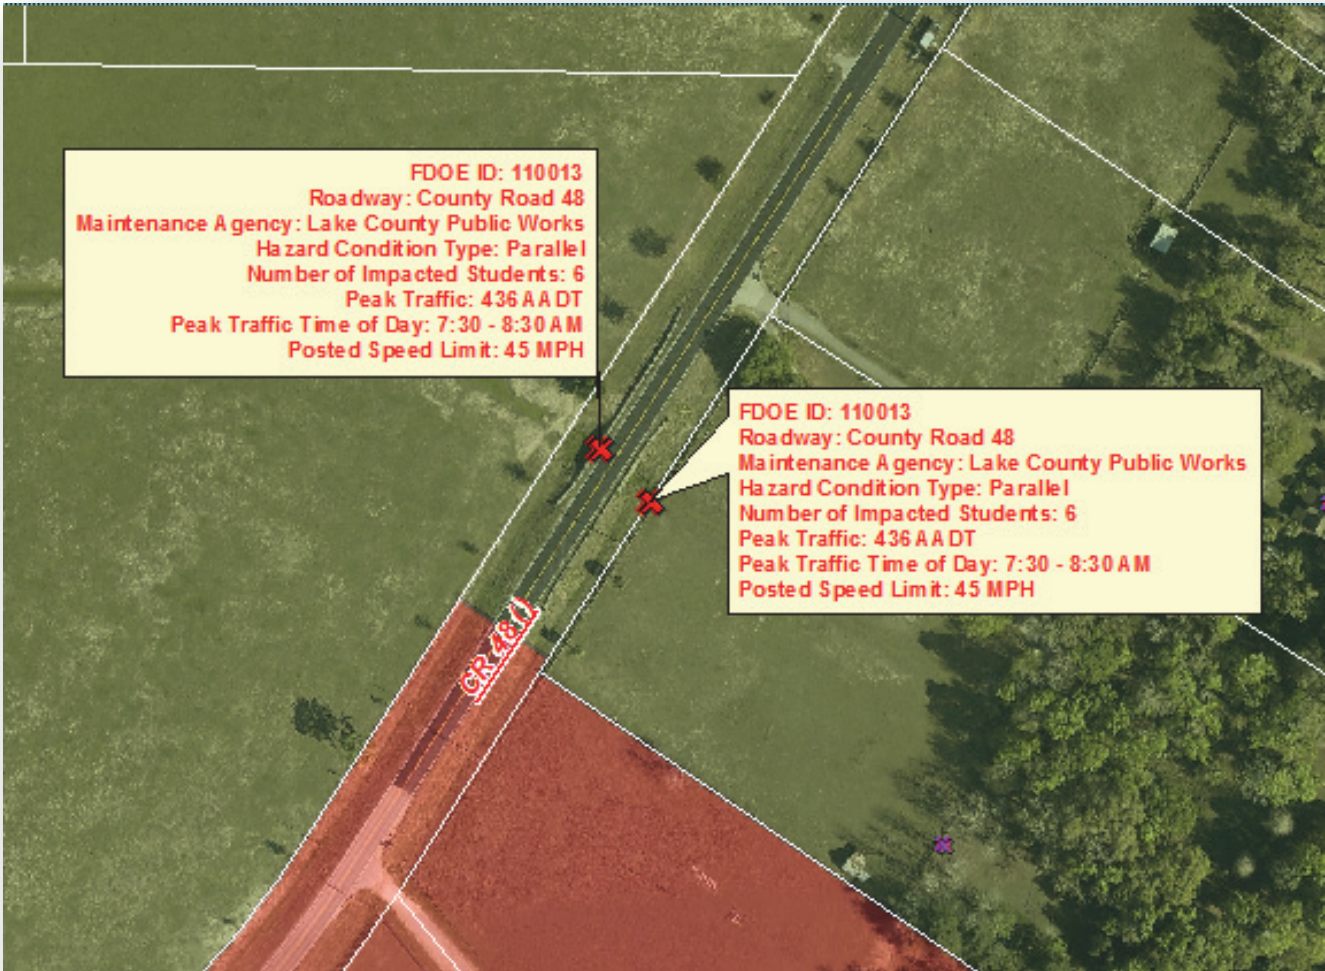 FDOE ID: 110013
Roadway: County Road 48
Maintenance Agency: Lake County Public Works
Hazard Condition Type: Parallel
Number of Impacted Students: 6
Peak Traffic: 436 AADT
Peak Traffic Time of Day: 7:30 - 8:30 AM
Posted Speed Limit: 45 MPH
FDOE ID: 110013
Roadway: County Road 48
Maintenance Agency: Lake County Public Works
Hazard Condition Type: Parallel
Number of Impacted Students: 6
Peak Traffic: 436 AADT
Peak Traffic Time of Day: 7:30 - 8:30 AM
Posted Speed Limit: 45 MPH
CR 48 ()